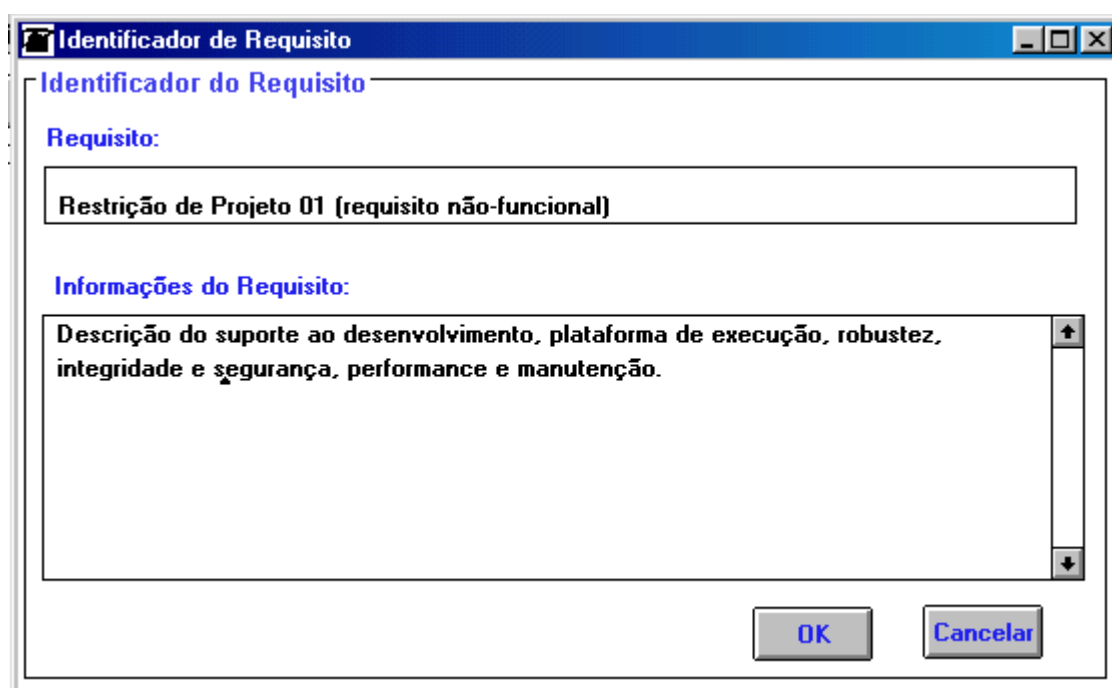 Identificador de Requisito
Identificador do Requisito
Requisito:
Restrição de Projeto 01 (requisito não-funcional)
Informações do Requisito:
Descrição do suporte ao desenvolvimento, plataforma de execução, robustez,
integridade e segurança, performance e manutenção.
OK
Cancelar